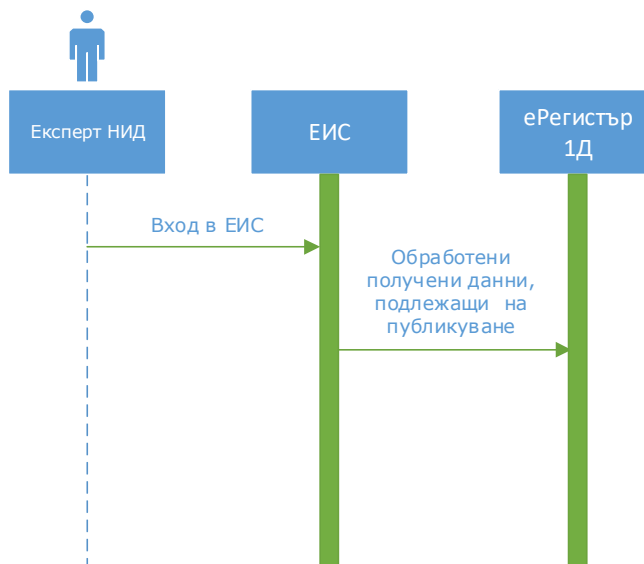 Експерт НИД
ЕИС
еРегистър
1Д
Вход в ЕИС
Обработени
получени данни,
подлежащи на
публикуване